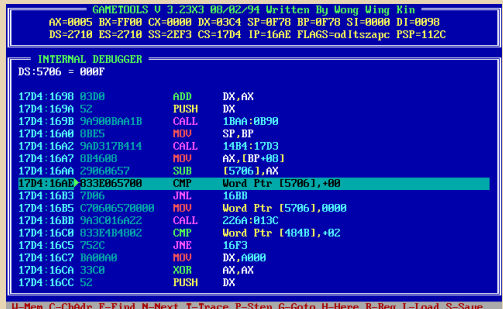 GAMETOOLS V 3.23X3 08/02/94 Written By Wong Wing Kin
AX=0005 BX=FF00 CX=0000 DX=03C4 SP=0F78 BP=0F78 SI=0000 DI=0098
DS=2710 ES=2710 SS=2EF3 CS=17D4 IP=16AE FLAGS=odItszapc PSP=112C
INTERNAL DEBUGGER
DS:5706 = 000F
17D4:1698 03D0 ADD DX,AX
17D4:169A 52 PUSH DX
17D4:169B 9A900BAA1B CALL 1BAA:0B90
17D4:16A0 8BE5 MOV SP,BP
17D4:16A2 9AD317B414 CALL 14B4:17D3
17D4:16A7 8B4608 MOV AX,[BP+08]
17D4:16AA 29060657 SUB [5706],AX
17D4:16AE►833E065700 CMP Word Ptr [5706],+00
17D4:16B3 7D06 JNL 16BB
17D4:16B5 C70606570000 MOV Word Ptr [5706],0000
17D4:16BB 9A3C016A22 CALL 226A:013C
17D4:16C0 833E4B4802 CMP Word Ptr [484B],+02
17D4:16C5 752C JNE 16F3
17D4:16C7 BA00A0 MOV DX,A000
17D4:16CA 33C0 XOR AX,AX
17D4:16CC 52 PUSH DX
U-Mem C-ChAdr F-Find N-Next T-Trace P-Step G-Goto H-Here R-Reg L-Load S-Save